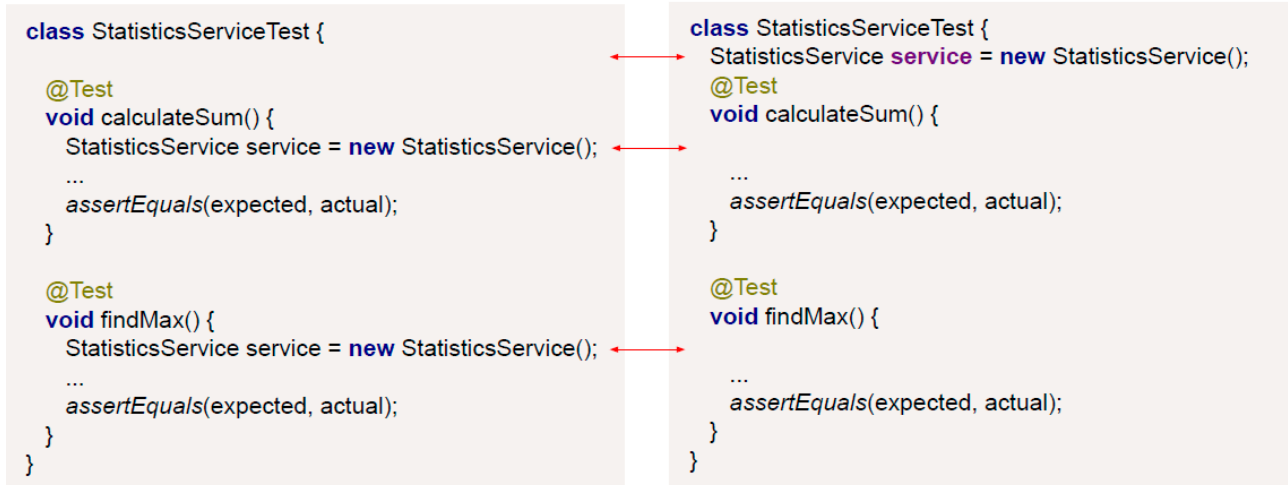 class StatisticsServiceTest {
@Test
void calculateSum() {
StatisticsService service = new StatisticsService();
...
assertEquals(expected, actual);
}
@Test
void findMax() {
StatisticsService service = new StatisticsService();
...
assertEquals(expected, actual);
}
}
class StatisticsServiceTest {
StatisticsService service = new StatisticsService();
@Test
void calculateSum() {
...
assertEquals(expected, actual);
}
@Test
void findMax() {
...
assertEquals(expected, actual);
}
}